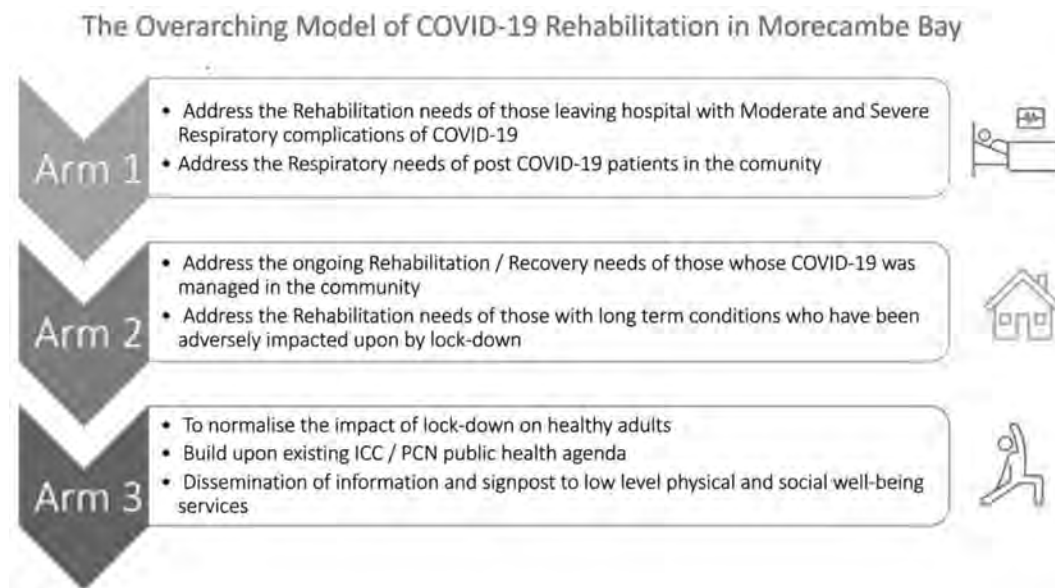 The Overarching Model of COVID-19 Rehabilitation in Morecambe Bay
Arm 1
• Address the Rehabilitation needs of those leaving hospital with Moderate and Severe
Respiratory complications of COVID-19
• Address the Respiratory needs of post COVID-19 patients in the comunity
Arm 2
• Address the ongoing Rehabilitation / Recovery needs of those whose COVID-19 was
managed in the community
• Address the Rehabilitation needs of those with long term conditions who have been
adversely impacted upon by lock-down
Arm 3
• To normalise the impact of lock-down on healthy adults
• Build upon existing ICC / PCN public health agenda
• Dissemination of information and signpost to low level physical and social well-being
services